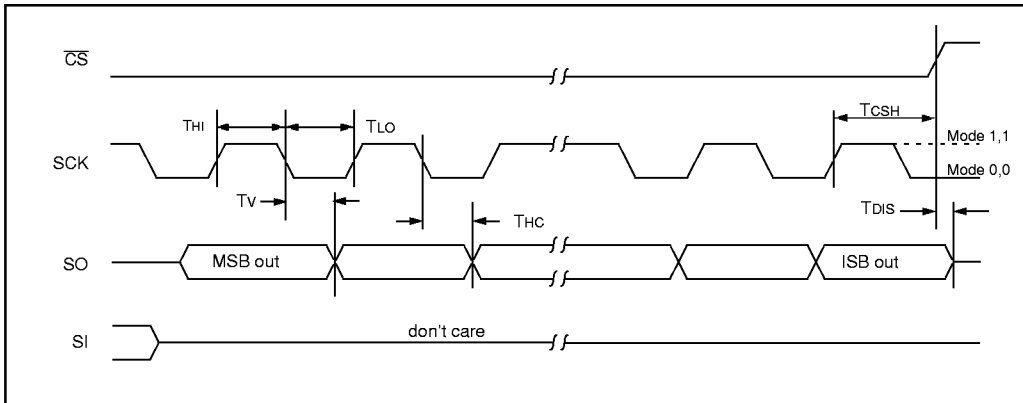 CS
THI
TLO
TCSH
SCK
Mode 1,1
Mode 0,0
TV
THC
TDIS
SO
MSB out
ISB out
SI
don't care